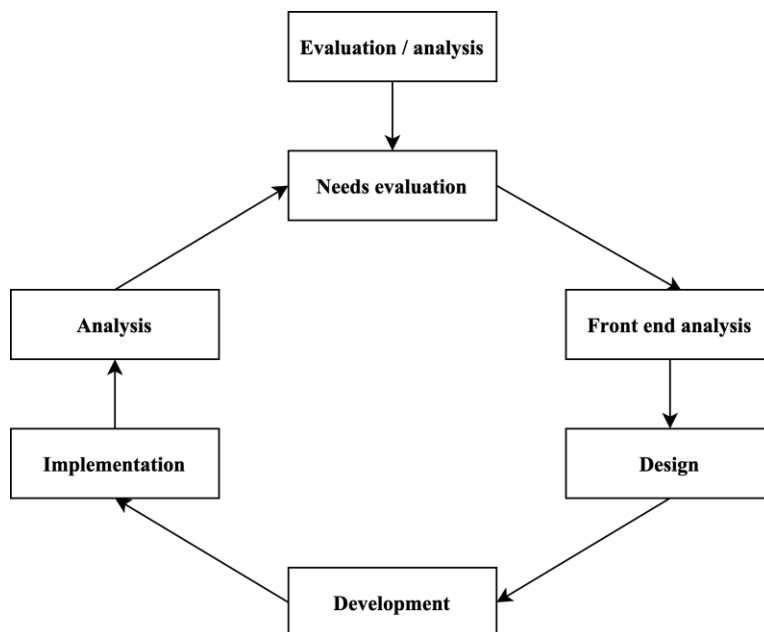 Evaluation / analysis
Needs evaluation
Analysis
Front end analysis
Implementation
Design
Development